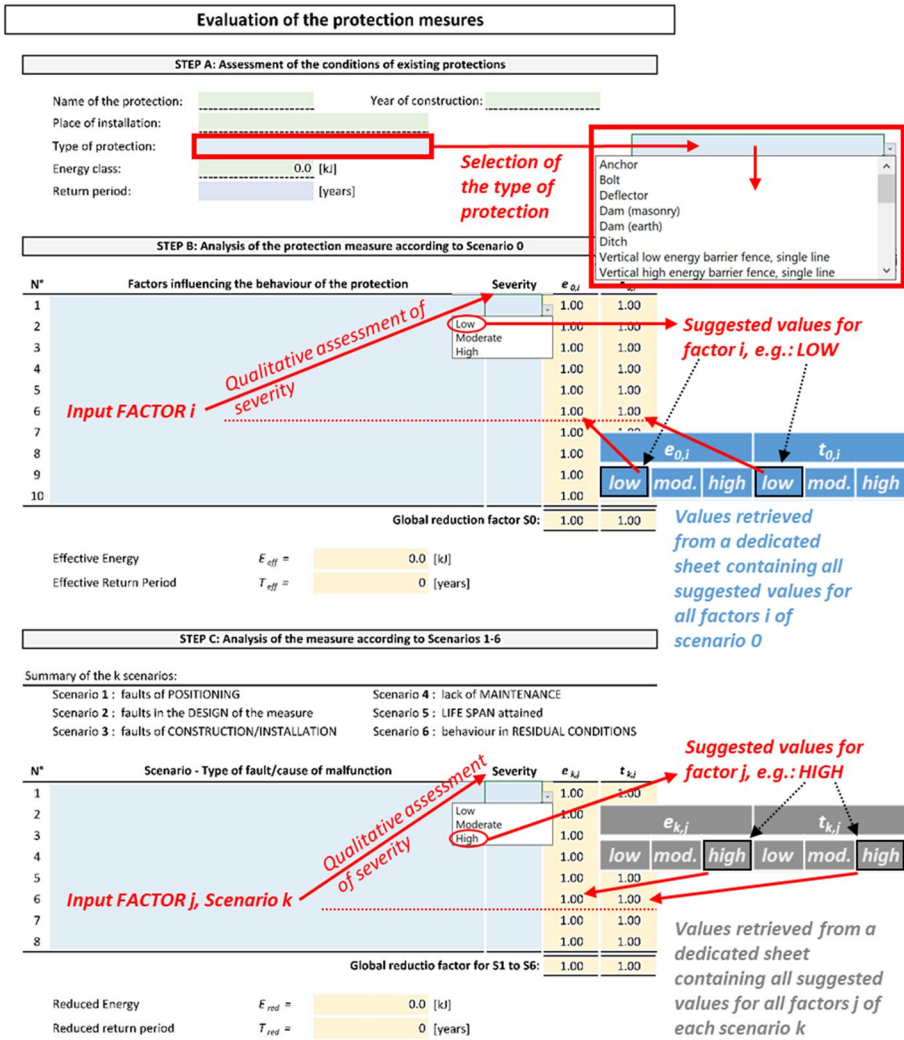 Evaluation of the protection mesures
STEP A: Assessment of the conditions of existing protections
Name of the protection: Year of construction:
Place of installation:
Type of protection:
Energy class: 0.0 [kJ]
Return period: [years]
Selection of
the type of
protection
Anchor
Bolt
Deflector
Dam (masonry)
Dam (earth)
Ditch
Vertical low energy barrier fence, single line
Vertical high energy barrier fence, single line
STEP B: Analysis of the protection measure according to Scenario 0
N° Factors influencing the behaviour of the protection Severity e 0,i t 0,i
1 1.00 1.00
2 1.00 1.00
3 1.00 1.00
4 1.00 1.00
5 1.00 1.00
6 1.00 1.00
7 1.00 1.00
8 1.00
9 1.00
10 1.00
Low
Moderate
High
Input FACTOR i
Qualitative assessment of
severity
Suggested values for
factor i, e.g.: LOW
e0,i t0,i
low mod. high low mod. high
Global reduction factor S0: 1.00 1.00
Values retrieved
from a dedicated
sheet containing all
suggested values for
all factors i of
scenario 0
Effective Energy E eff = 0.0 [kJ]
Effective Return Period T eff = 0 [years]
STEP C: Analysis of the measure according to Scenarios 1-6
Summary of the k scenarios:
Scenario 1 : faults of POSITIONING Scenario 4 : lack of MAINTENANCE
Scenario 2 : faults in the DESIGN of the measure Scenario 5 : LIFE SPAN attained
Scenario 3 : faults of CONSTRUCTION/INSTALLATION Scenario 6 : behaviour in RESIDUAL CONDITIONS
N° Scenario - Type of fault/cause of malfunction Severity e k,j t k,j
1 1.00 1.00
2 1.00
3 1.00
4 1.00
5 1.00 1.00
6 1.00 1.00
7 1.00 1.00
8 1.00 1.00
Low
Moderate
High
Input FACTOR j, Scenario k
Qualitative assessment
of severity
Suggested values for
factor j, e.g.: HIGH
ek,j tk,j
low mod. high low mod. high
Global reductio factor for S1 to S6: 1.00 1.00
Values retrieved from a
dedicated sheet
containing all suggested
values for all factors j of
each scenario k
Reduced Energy E red = 0.0 [kJ]
Reduced return period T red = 0 [years]